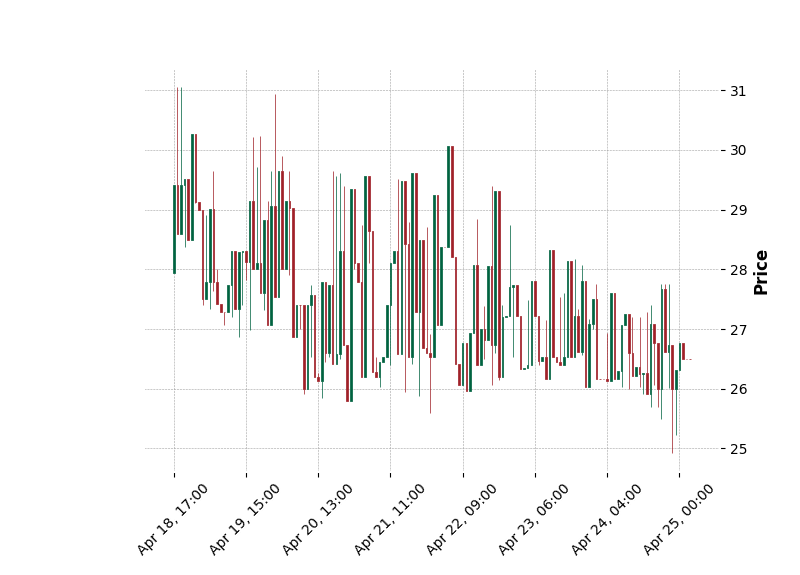 31
30
29
28
27
26
25
Price
Apr 18, 17:00
Apr 19, 15:00
Apr 20, 13:00
Apr 21, 11:00
Apr 22, 09:00
Apr 23, 06:00
Apr 24, 04:00
Apr 25, 00:00